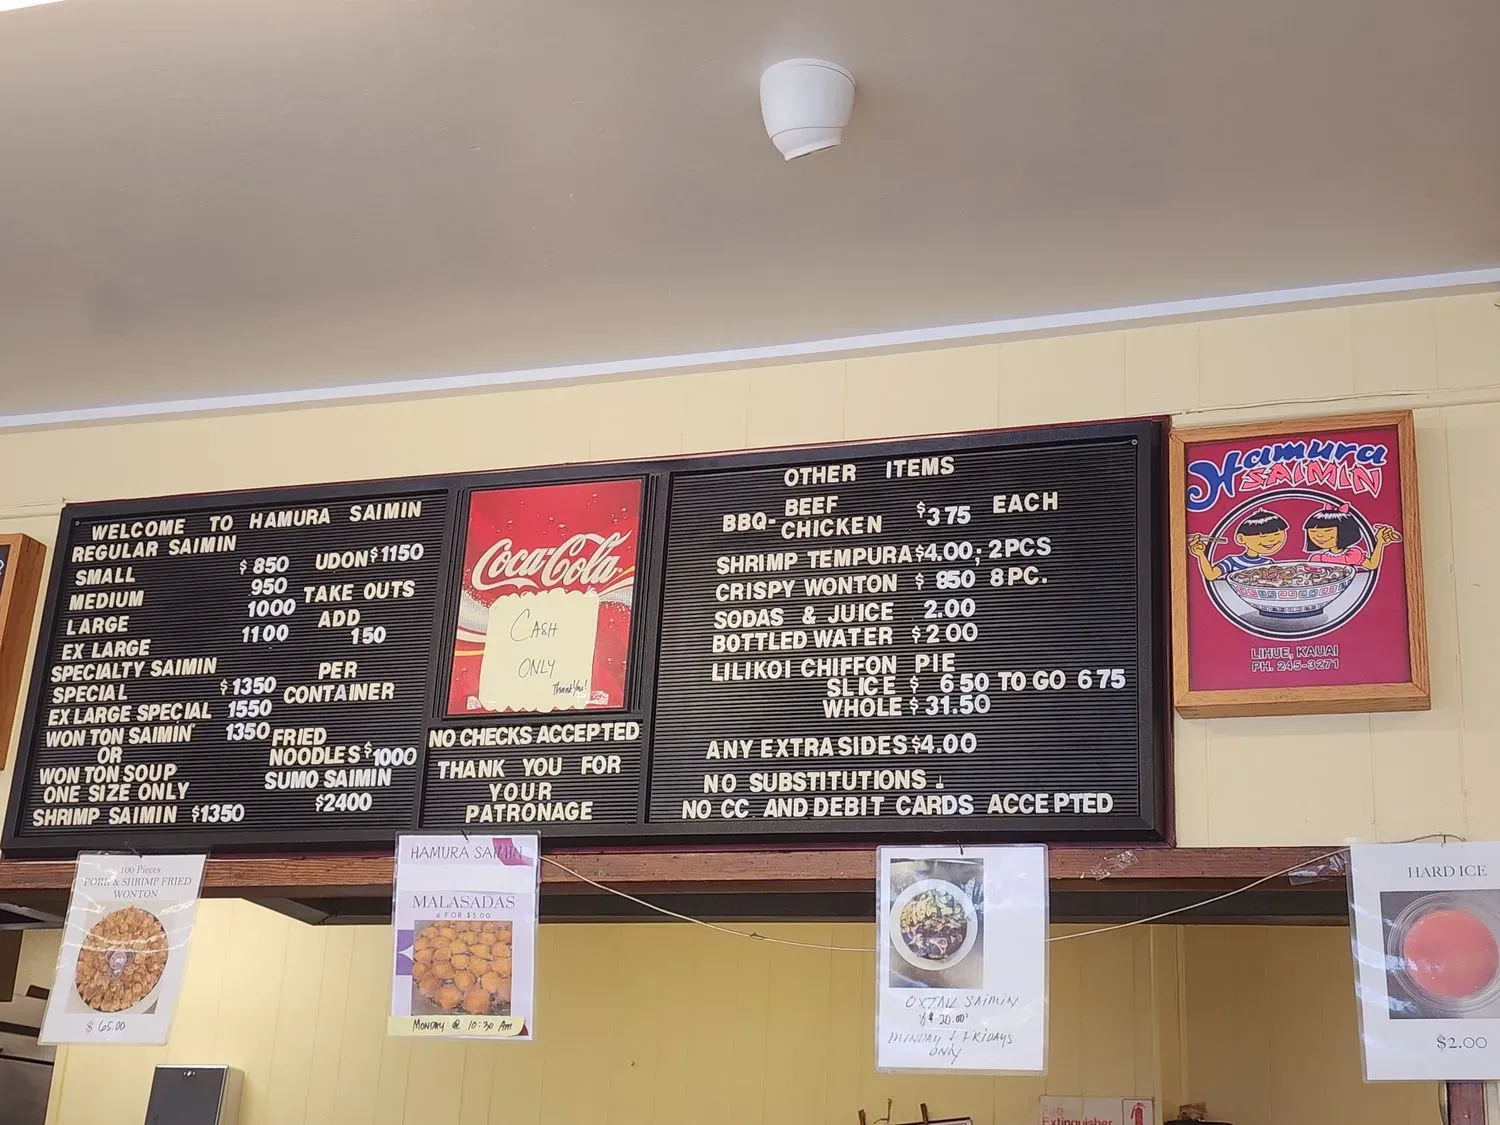 WELCOME TO HAMURA SAIMIN
REGULAR SAIMIN
SMALL $850
MEDIUM 950
LARGE 1000
EX LARGE 1100
UDON $1150
TAKE OUTS
ADD
150
PER
CONTAINER
SPECIALTY SAIMIN
SPECIAL $1350
EX LARGE SPECIAL 1550
WON TON SAIMIN 1350
OR
WON TON SOUP
ONE SIZE ONLY
SHRIMP SAIMIN $1350
FRIED
NOODLES $1000
SUMO SAIMIN
$2400
Coca-Cola
CASH
ONLY
Thank You!
NO CHECKS ACCEPTED
THANK YOU FOR
YOUR
PATRONAGE
OTHER ITEMS
BBQ- BEEF
CHICKEN $375 EACH
SHRIMP TEMPURA $4.00; 2PCS
CRISPY WONTON $ 850 8PC.
SODAS & JUICE 2.00
BOTTLED WATER $2.00
LILIKOI CHIFFON PIE
SLICE $ 650 TO GO 675
WHOLE $31.50
ANY EXTRA SIDES $4.00
NO SUBSTITUTIONS.
NO CC AND DEBIT CARDS ACCEPTED
Hamura
SAIMIN
LIHUE, KAUAI
PH. 245-3271
100 Pieces
PORK & SHRIMP FRIED
WONTON
$65.00
HAMURA SAIMIN
MALASADAS
6 FOR $5.00
MONDAY @ 10:30 AM
OXTAIL SAIMIN
$20.00
MONDAY & FRIDAYS
ONLY
HARD ICE
$2.00
Extinguisher